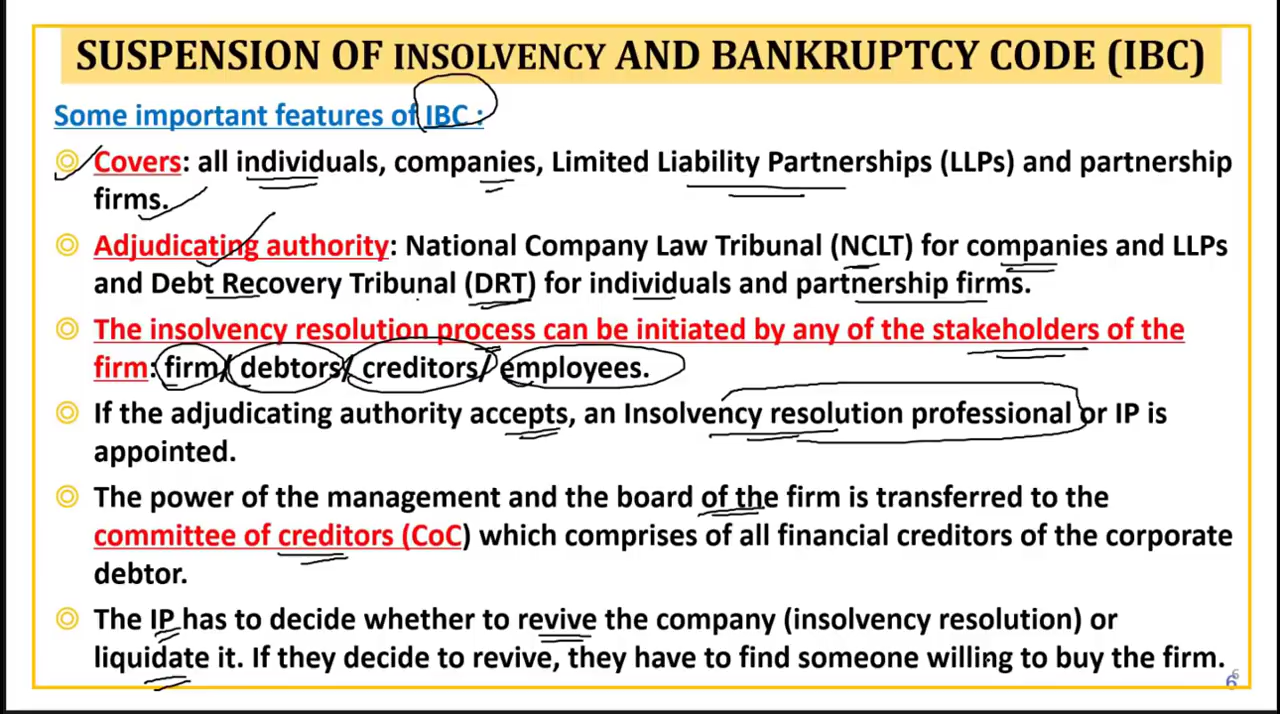 SUSPENSION OF INSOLVENCY AND BANKRUPTCY CODE (IBC)
Some important features of IBC :
Covers: all individuals, companies, Limited Liability Partnerships (LLPs) and partnership
firms.
Adjudicating authority: National Company Law Tribunal (NCLT) for companies and LLPs
and Debt Recovery Tribunal (DRT) for individuals and partnership firms.
The insolvency resolution process can be initiated by any of the stakeholders of the
firm: firm/ debtors/ creditors/ employees.
If the adjudicating authority accepts, an Insolvency resolution professional or IP is
appointed.
The power of the management and the board of the firm is transferred to the
committee of creditors (CoC) which comprises of all financial creditors of the corporate
debtor.
The IP has to decide whether to revive the company (insolvency resolution) or
liquidate it. If they decide to revive, they have to find someone willing to buy the firm.
6
6